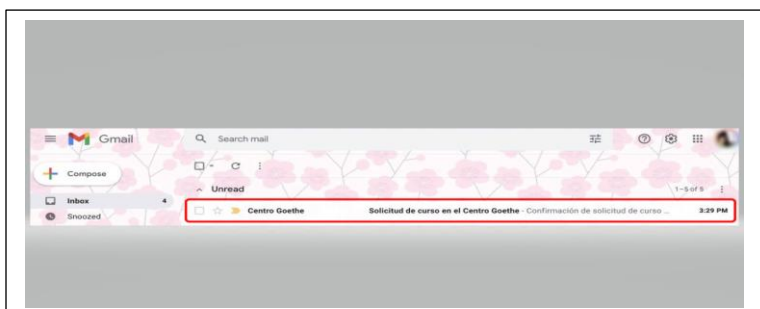 Gmail
Search mail
Compose
Unread
1–5 of 5
Inbox 4
Centro Goethe Solicitud de curso en el Centro Goethe - Confirmación de solicitud de curso ... 3:29 PM
Snoozed